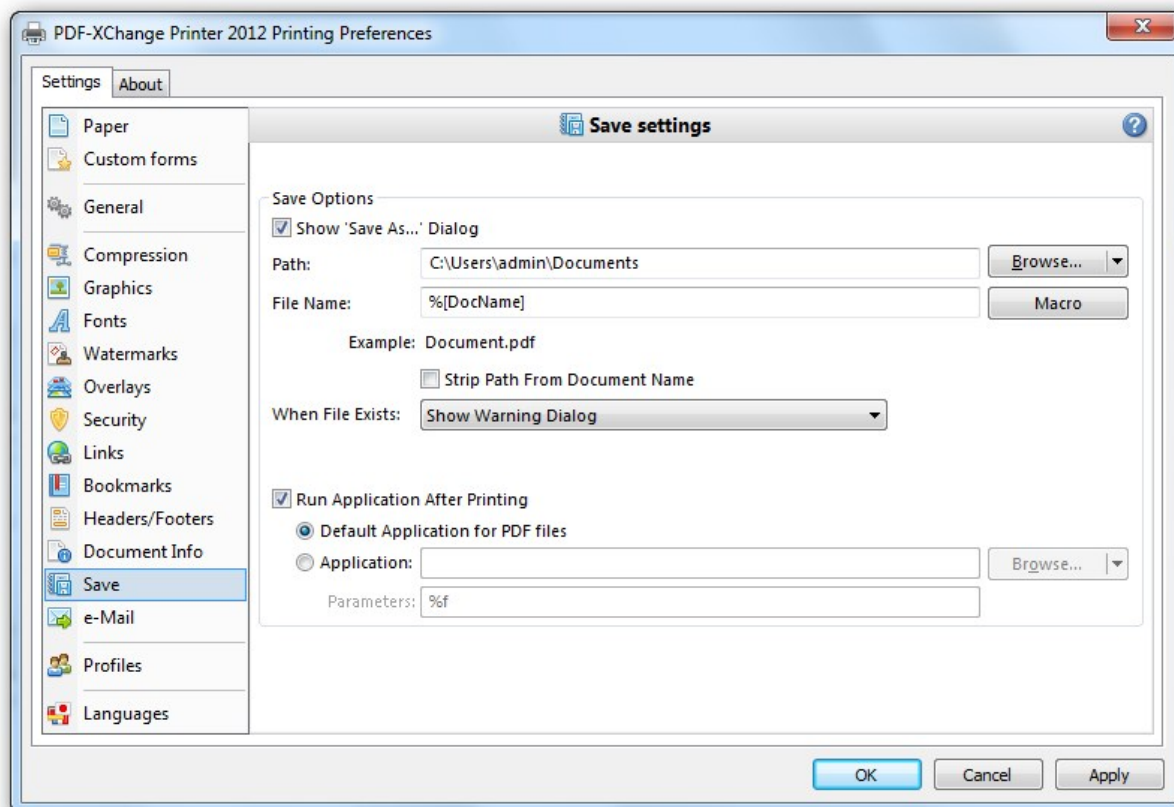 PDF-XChange Printer 2012 Printing Preferences
Settings About
Paper
Custom forms
General
Compression
Graphics
Fonts
Watermarks
Overlays
Security
Links
Bookmarks
Headers/Footers
Document Info
Save
e-Mail
Profiles
Languages
Save settings
Save Options
Show 'Save As...' Dialog
Path: C:\Users\admin\Documents Browse...
File Name: %[DocName] Macro
Example: Document.pdf
Strip Path From Document Name
When File Exists: Show Warning Dialog
Run Application After Printing
Default Application for PDF files
Application: Browse...
Parameters: %f
OK Cancel Apply